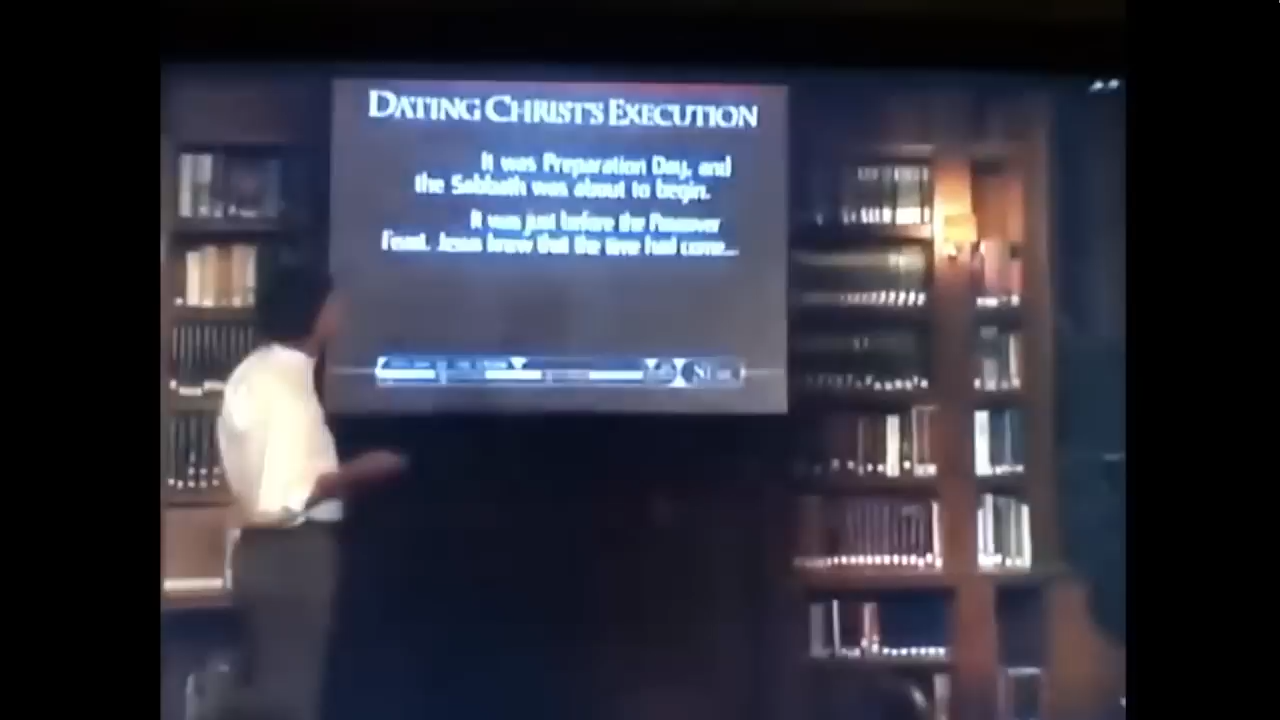 DATING CHRIST'S EXECUTION
It was Preparation Day, and
the Sabbath was about to begin.
It was just before the Passover
Feast. Jesus knew that the time had come...